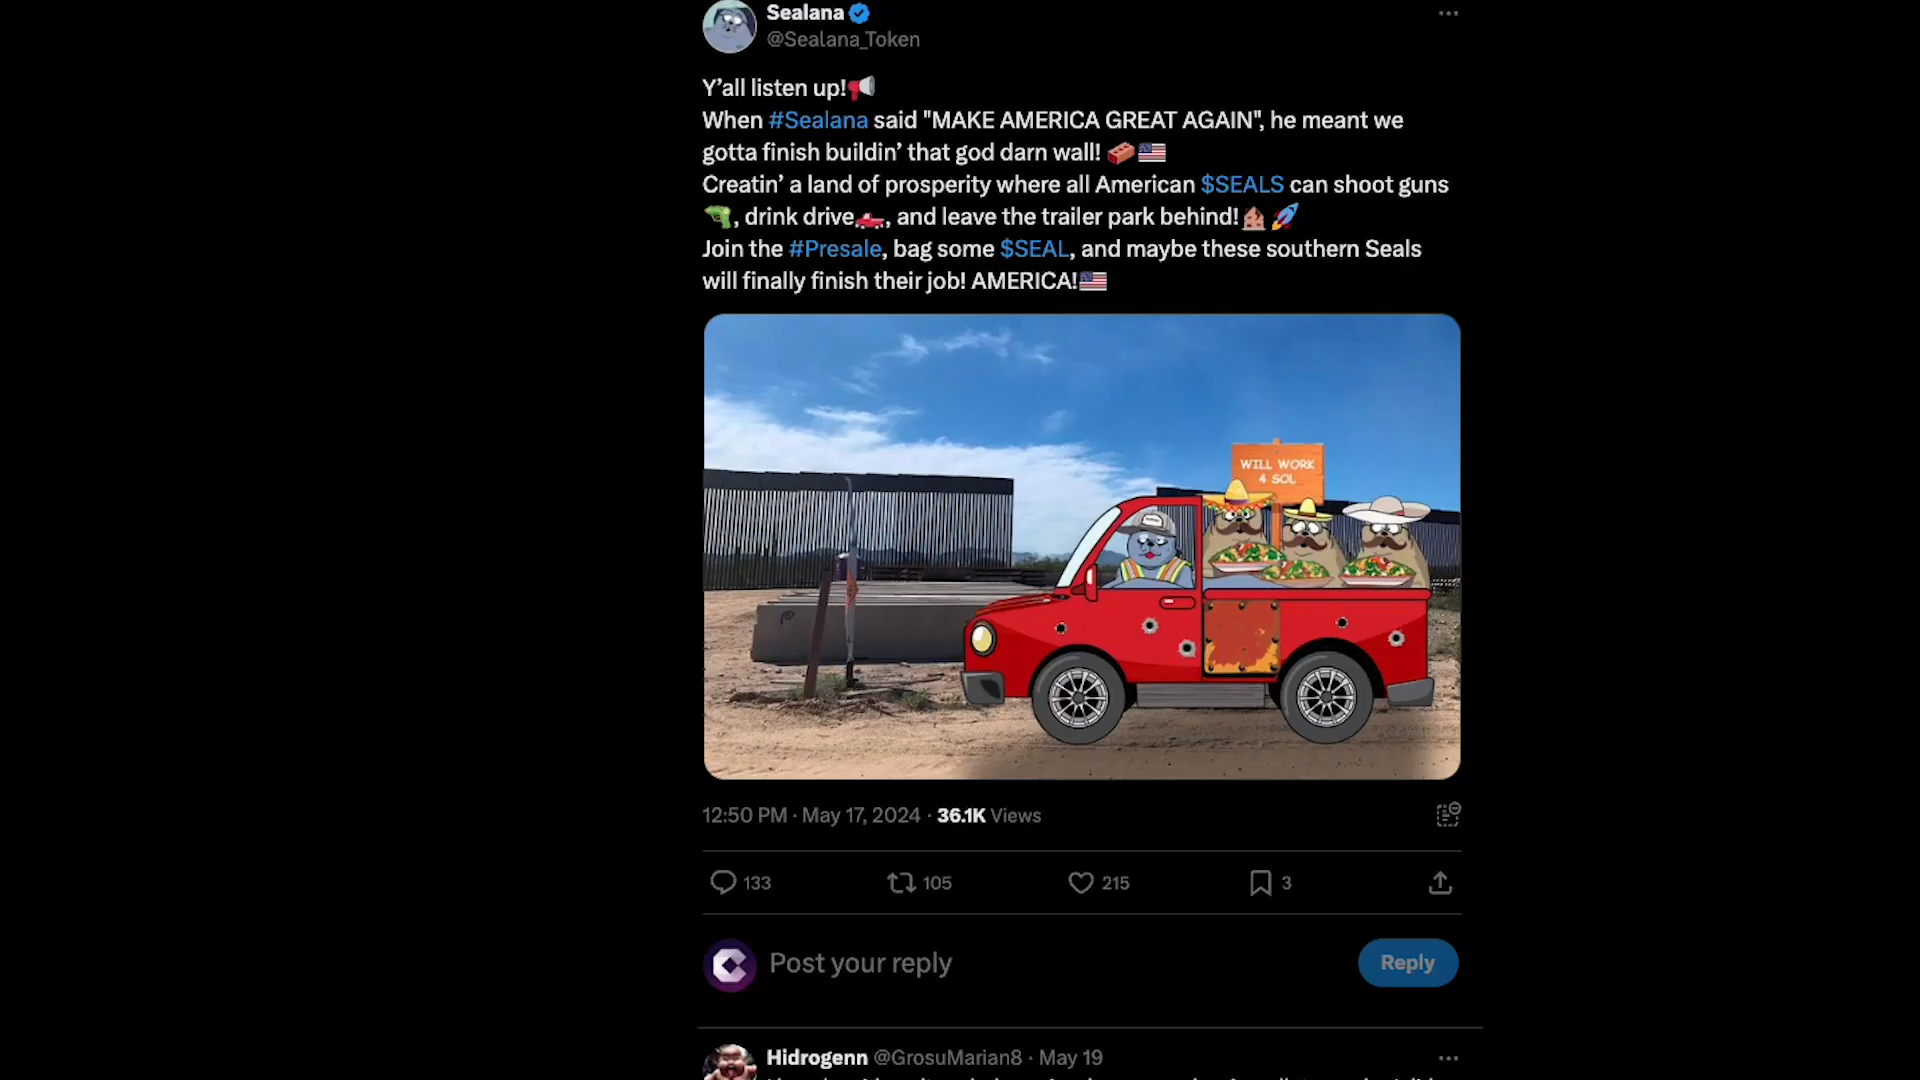 Sealana
@Sealana_Token
Y’all listen up!
When #Sealana said "MAKE AMERICA GREAT AGAIN", he meant we
gotta finish buildin’ that god darn wall!
Creatin’ a land of prosperity where all American $SEALS can shoot guns
, drink drive, and leave the trailer park behind!
Join the #Presale, bag some $SEAL, and maybe these southern Seals
will finally finish their job! AMERICA!
WILL WORK
4 SOL
12:50 PM · May 17, 2024 · 36.1K Views
133 105 215 3
Post your reply
Reply
Hidrogenn @GrosuMarian8 · May 19